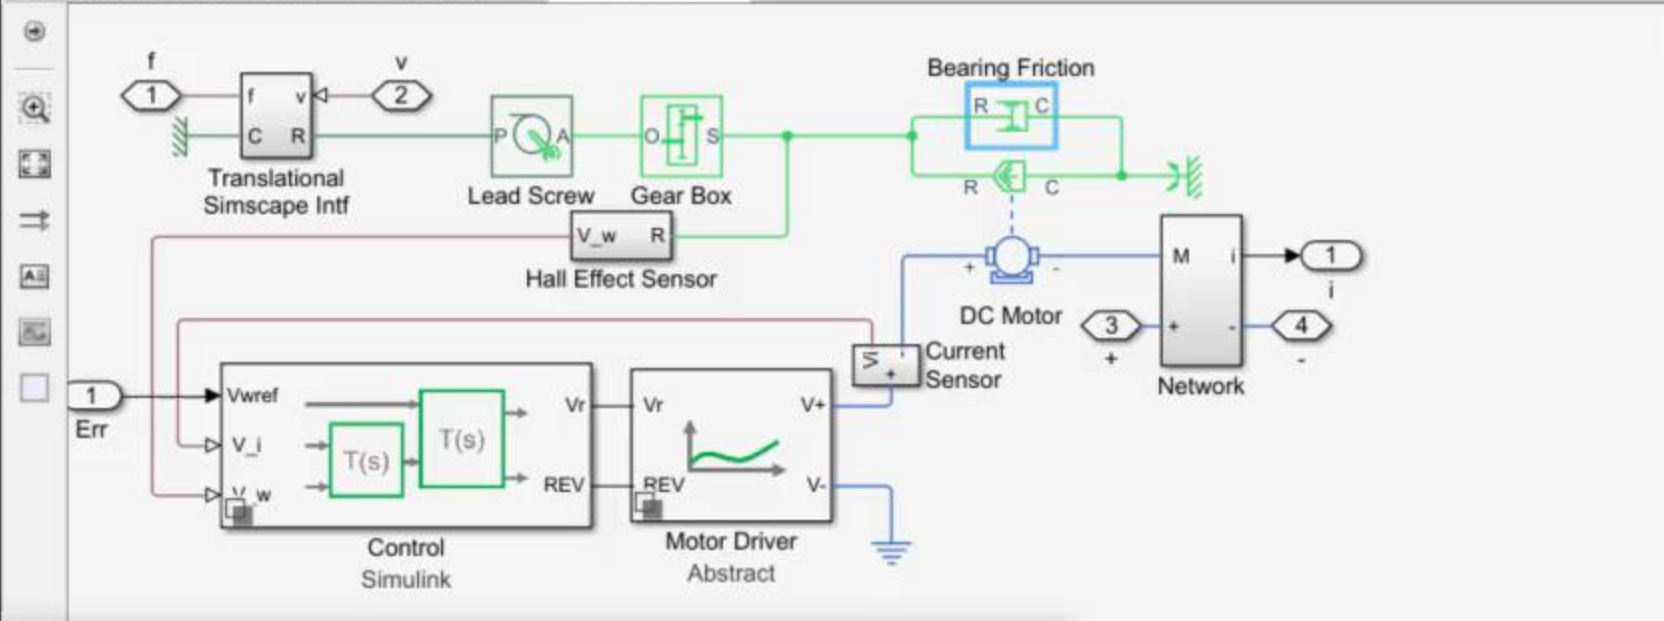 f
v
1
f
v
2
C
R
Translational
Simscape Intf
P
A
Lead Screw
O
S
Gear Box
Bearing Friction
R
C
R
C
V_w
R
Hall Effect Sensor
+
-
DC Motor
M
i
1
i
3
+
+
-
4
-
Network
Vi
+
Current
Sensor
1
Err
Vwref
V_i
V_w
T(s)
T(s)
Vr
REV
Control
Simulink
Vr
REV
V+
V-
Motor Driver
Abstract